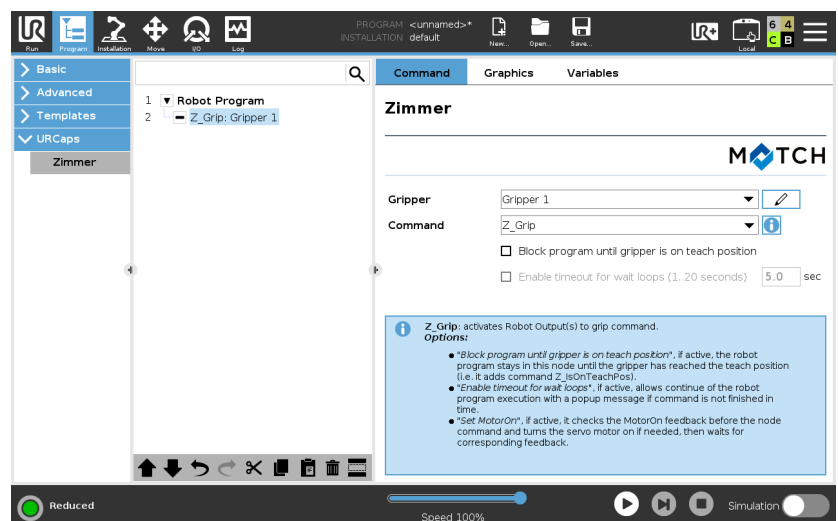 PROGRAM <unnamed>*
INSTALLATION default
Run
Program
Installation
Move
I/O
Log
New...
Open...
Save...
UR+
Local
6 4
C B
Basic
Advanced
Templates
URCaps
Zimmer
1 Robot Program
2 Z_Grip: Gripper 1
Command Graphics Variables
Zimmer
MATCH
Gripper Gripper 1
Command Z_Grip
Block program until gripper is on teach position
Enable timeout for wait loops (1..20 seconds) 5.0 sec
Z_Grip: activates Robot Output(s) to grip command.
Options:
"Block program until gripper is on teach position", if active, the robot
program stays in this node until the gripper has reached the teach position
(i.e. it adds command Z_IsOnTeachPos).
"Enable timeout for wait loops", if active, allows continue of the robot
program execution with a popup message if command is not finished in
time.
"Set MotorOn", if active, it checks the MotorOn feedback before the node
command and turns the servo motor on if needed, then waits for
corresponding feedback.
Reduced
Speed 100%
Simulation